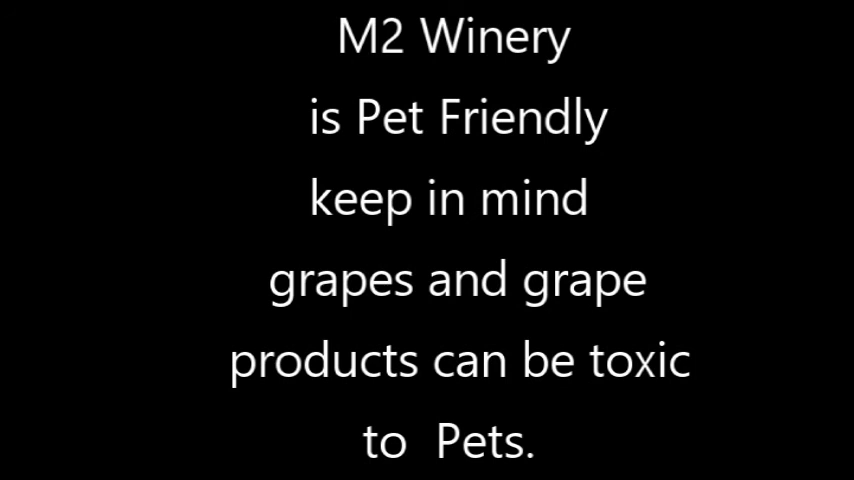 M2 Winery
is Pet Friendly
keep in mind
grapes and grape
products can be toxic
to  Pets.